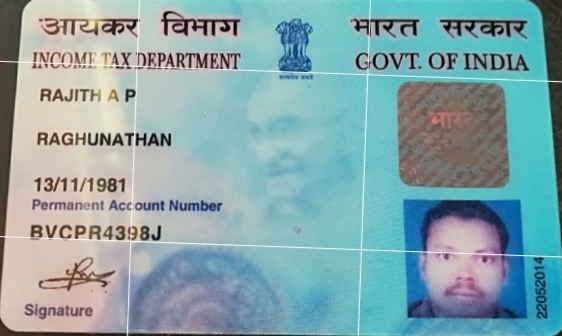 आयकर विभाग
भारत सरकार
INCOME TAX DEPARTMENT
GOVT. OF INDIA
सत्यमेव जयते
RAJITH A P
RAGHUNATHAN
13/11/1981
Permanent Account Number
BVCPR4398J
Signature
भारत
22052014